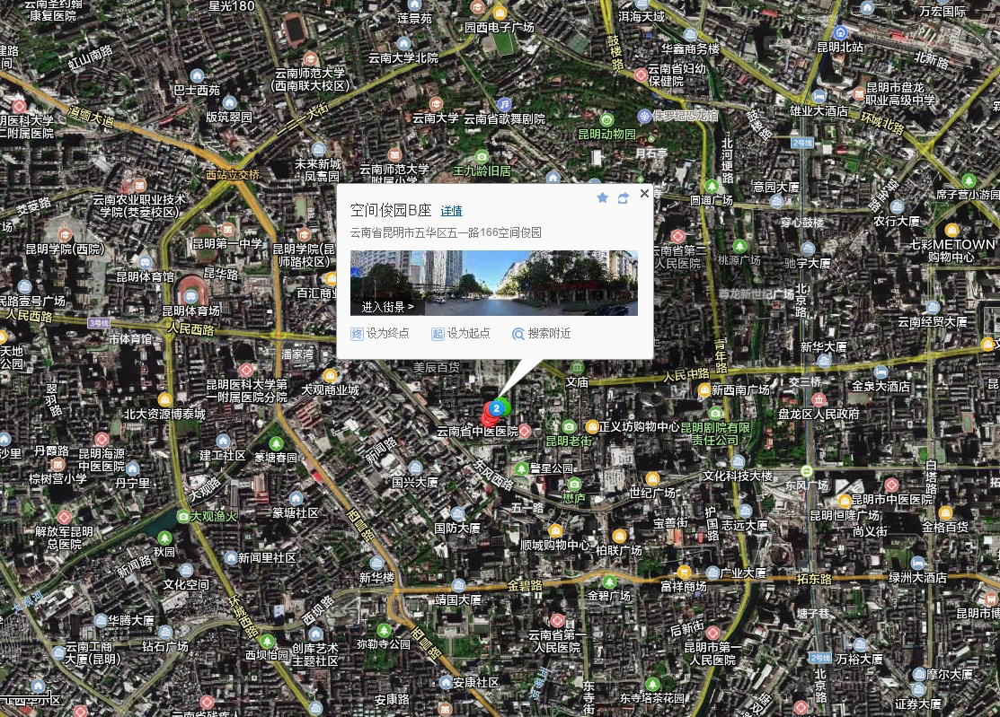 云南圣约翰
康复医院
星光180
莲景苑
园西电子广场
洱海天域
万宏国际
华鑫商务楼
昆明北站
北新路
虹山南路
云南大学北院
鼓楼路
云南师范大学
(西南联大校区)
云南省妇幼
保健院
巴士西苑
昆明市盘龙
职业高级中学
版筑翠园
滇缅大道
一二一大街
云南大学
云南省歌舞剧院
侏罗纪恐龙馆
雄业大酒店
环城北路
昆明动物园
2号线
月石亭
北河埂路
未来新城
凤翥园
云南师范大学
附属小学
王九龄旧居
西站立交桥
云南农业职业技术
学院(茭菱校区)
茭菱路
圆通广场
意园大厦
席子营小游园
穿心鼓楼
农行大厦
空间俊园B座 详情
云南省昆明市五华区五一路166空间俊园
进入街景 >
终 设为终点
起 设为起点
搜索附近
昆明第一中学
昆明学院(西院)
昆明学院(昆
师路校区)
云南省第二
人民医院
桃源广场
驰宇大厦
七彩METOWN
购物中心
昆明体育馆
昆华路
百汇商业
尊龙新世纪广场
北京路
昆明体育场
人民西路
人民西路
3号线
市体育馆
云南经贸大厦
潘家湾
青年路
新华大厦
美辰百货
昆明医科大学第
一附属医院分院
大观商业城
文庙
人民中路
交三桥
金泉大酒店
新西南广场
翠羽路
北大资源博泰城
2
盘龙区人民政府
云南省中医医院
昆明老街
正义坊购物中心
昆明剧院有限
责任公司
丹霞路
昆明海源
中医医院
建工社区
篆塘春园
新闻路
棕树营小学
丹宁里
国兴大厦
东风西路
警星公园
文化科技大楼
白塔路
大观路
懋庐
世纪广场
东风广场
昆明市中医医院
大观渔火
篆塘社区
西昌路
五一路
昆明恒隆广场
解放军昆明
总医院
国防大厦
宝善街
护国路
志远大厦
尚义街
金格百货
秋园
顺城购物中心
柏联广场
新闻里社区
新闻路
新华楼
广业大厦
绿洲大酒店
文化空间
金碧路
靖国大厦
金碧广场
富祥商场
拓东路
大观河
环城西路
西坝路
塘子巷
华腾大厦
后新街
云南省第一
人民医院
昆明市第一
人民医院
云南工商
大厦(昆明)
钻石广场
西坝怡园
创库艺术
主题社区
弥勒寺公园
西昌路
2号线
万裕大厦
安康社区
摩尔大厦
安康路
东寺街
东寺塔茶花园
北京路
证券大厦